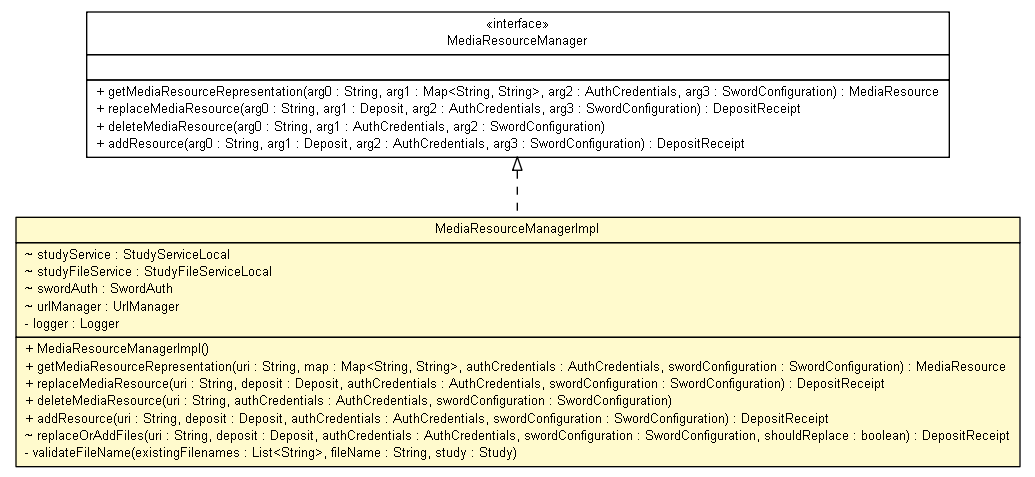 «interface»
MediaResourceManager
+ getMediaResourceRepresentation(arg0 : String, arg1 : Map<String, String>, arg2 : AuthCredentials, arg3 : SwordConfiguration) : MediaResource
+ replaceMediaResource(arg0 : String, arg1 : Deposit, arg2 : AuthCredentials, arg3 : SwordConfiguration) : DepositReceipt
+ deleteMediaResource(arg0 : String, arg1 : AuthCredentials, arg2 : SwordConfiguration)
+ addResource(arg0 : String, arg1 : Deposit, arg2 : AuthCredentials, arg3 : SwordConfiguration) : DepositReceipt
MediaResourceManagerImpl
~ studyService : StudyServiceLocal
~ studyFileService : StudyFileServiceLocal
~ swordAuth : SwordAuth
~ urlManager : UrlManager
- logger : Logger
+ MediaResourceManagerImpl()
+ getMediaResourceRepresentation(uri : String, map : Map<String, String>, authCredentials : AuthCredentials, swordConfiguration : SwordConfiguration) : MediaResource
+ replaceMediaResource(uri : String, deposit : Deposit, authCredentials : AuthCredentials, swordConfiguration : SwordConfiguration) : DepositReceipt
+ deleteMediaResource(uri : String, authCredentials : AuthCredentials, swordConfiguration : SwordConfiguration)
+ addResource(uri : String, deposit : Deposit, authCredentials : AuthCredentials, swordConfiguration : SwordConfiguration) : DepositReceipt
~ replaceOrAddFiles(uri : String, deposit : Deposit, authCredentials : AuthCredentials, swordConfiguration : SwordConfiguration, shouldReplace : boolean) : DepositReceipt
- validateFileName(existingFilenames : List<String>, fileName : String, study : Study)